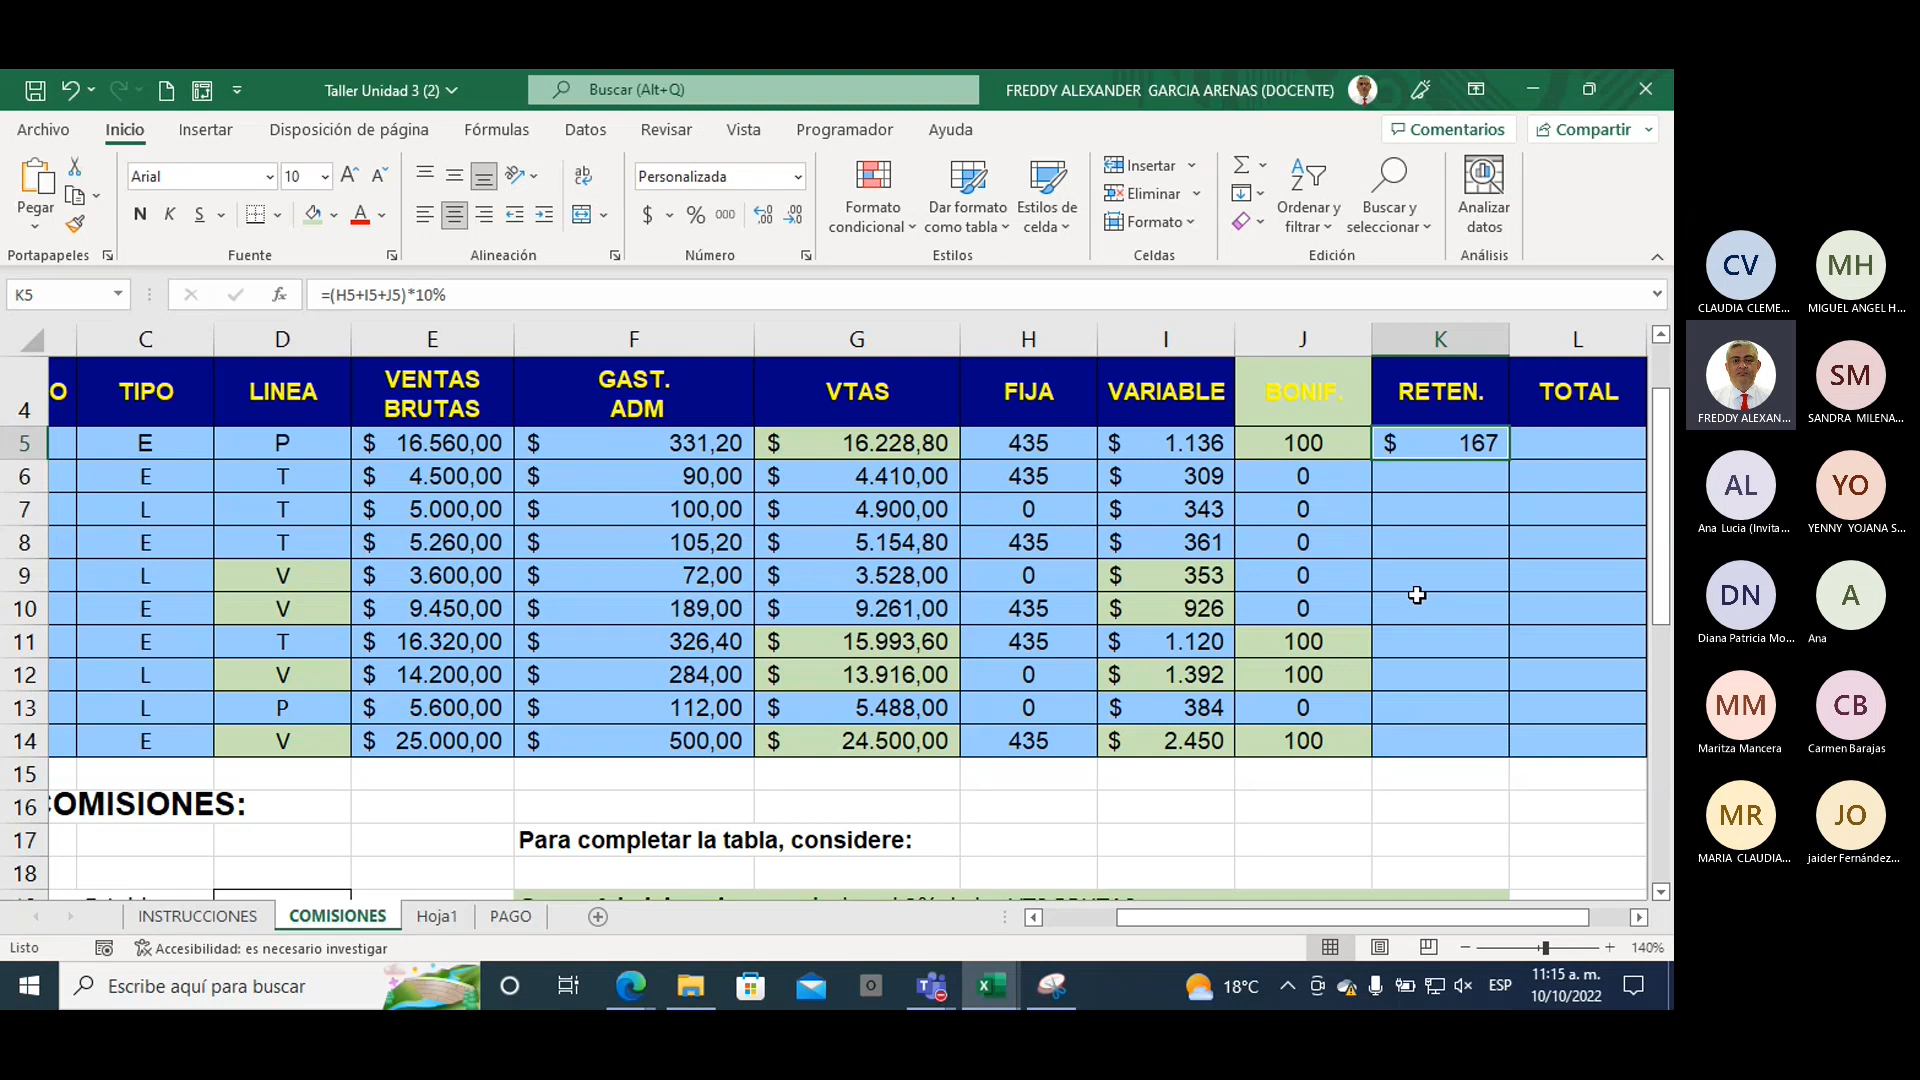 Taller Unidad 3 (2)
Buscar (Alt+Q)
FREDDY ALEXANDER GARCIA ARENAS (DOCENTE)
Archivo Inicio Insertar Disposición de página Fórmulas Datos Revisar Vista Programador Ayuda Comentarios Compartir
Pegar
Portapapeles
Arial 10
N K S
Fuente
Alineación
Personalizada
$ % 000
Número
Formato condicional
Dar formato como tabla
Estilos de celda
Estilos
Insertar
Eliminar
Formato
Celdas
Ordenar y filtrar
Buscar y seleccionar
Edición
Analizar datos
Análisis
K5 fx =(H5+I5+J5)*10%
C D E F G H I J K L
4 O TIPO LINEA VENTAS BRUTAS GAST. ADM VTAS FIJA VARIABLE BONIF. RETEN. TOTAL
5 E P $ 16.560,00 $ 331,20 $ 16.228,80 435 $ 1.136 100 $ 167
6 E T $ 4.500,00 $ 90,00 $ 4.410,00 435 $ 309 0
7 L T $ 5.000,00 $ 100,00 $ 4.900,00 0 $ 343 0
8 E T $ 5.260,00 $ 105,20 $ 5.154,80 435 $ 361 0
9 L V $ 3.600,00 $ 72,00 $ 3.528,00 0 $ 353 0
10 E V $ 9.450,00 $ 189,00 $ 9.261,00 435 $ 926 0
11 E T $ 16.320,00 $ 326,40 $ 15.993,60 435 $ 1.120 100
12 L V $ 14.200,00 $ 284,00 $ 13.916,00 0 $ 1.392 100
13 L P $ 5.600,00 $ 112,00 $ 5.488,00 0 $ 384 0
14 E V $ 25.000,00 $ 500,00 $ 24.500,00 435 $ 2.450 100
15
16 COMISIONES:
17 Para completar la tabla, considere:
18
INSTRUCCIONES COMISIONES Hoja1 PAGO
Listo Accesibilidad: es necesario investigar 140%
Escribe aquí para buscar
18°C ESP 11:15 a. m.
10/10/2022
CV MH
CLAUDIA CLEME... MIGUEL ANGEL H...
SM
FREDDY ALEXAN... SANDRA MILENA...
AL YO
Ana Lucia (Invita... YENNY YOJANA S...
DN A
Diana Patricia Mo... Ana
MM CB
Maritza Mancera Carmen Barajas
MR JO
MARIA CLAUDIA... jaider Fernández...